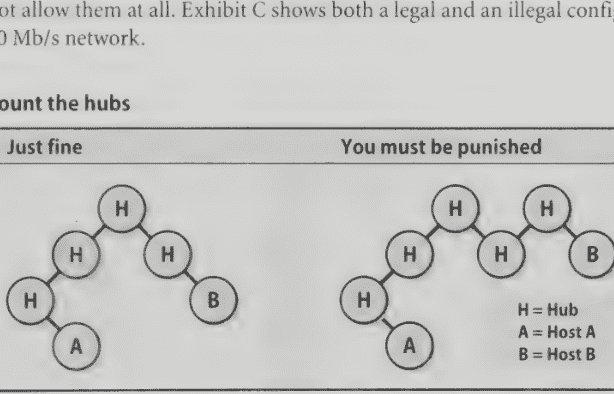 ot allow them at all. Exhibit C shows both a legal and an illegal confi
0 Mb/s network.
ount the hubs
Just fine
You must be punished
H
H
H
H
B
A
H
H
H
H
H
B
A
H = Hub
A = Host A
B = Host B